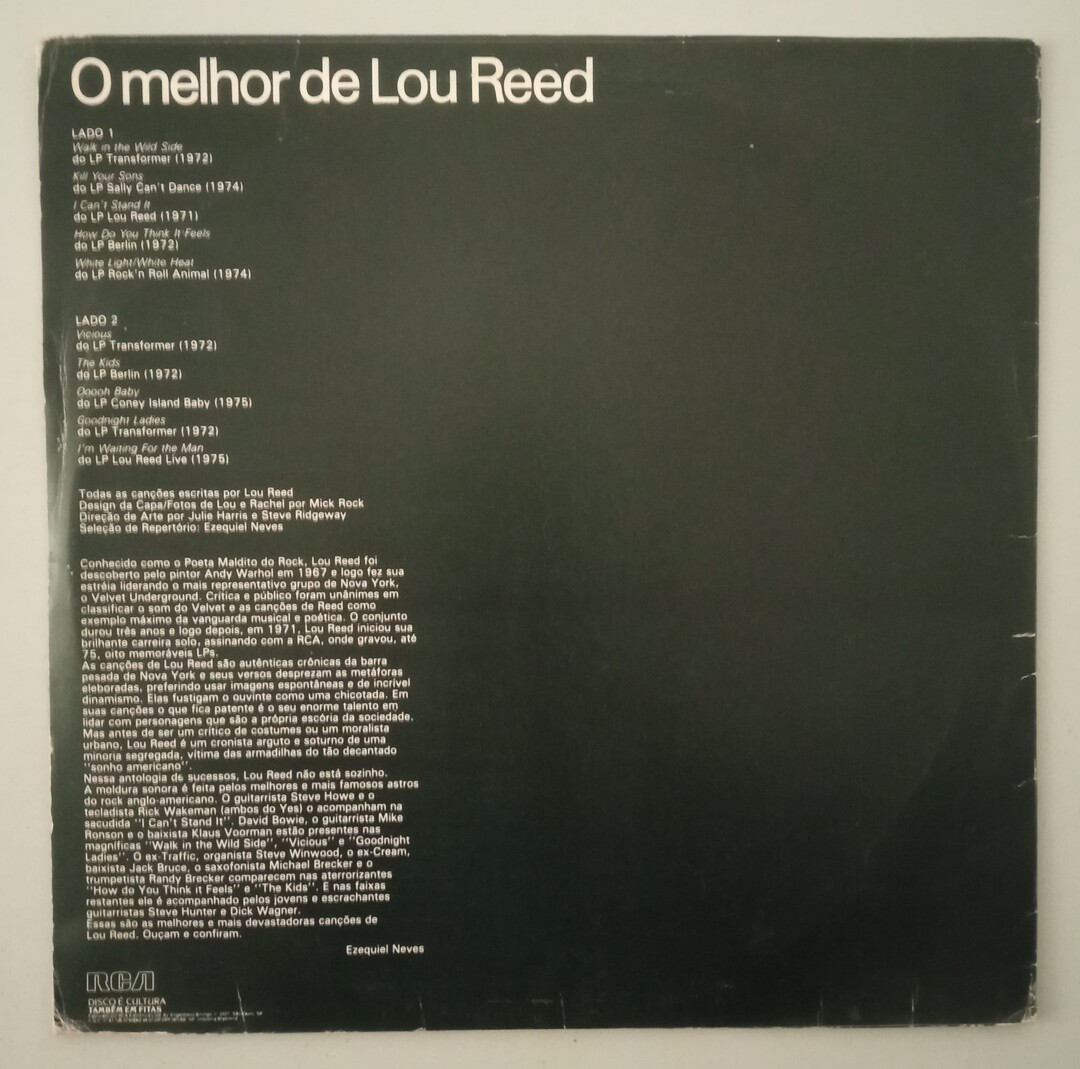 O melhor de Lou Reed
LADO 1
Walk in the Wild Side
do LP Transformer (1972)
Kill Your Sons
do LP Sally Can't Dance (1974)
I Can't Stand It
do LP Lou Reed (1971)
How Do You Think It Feels
do LP Berlin (1972)
White Light/White Heat
do LP Rock'n Roll Animal (1974)
LADO 2
Vicious
do LP Transformer (1972)
The Kids
do LP Berlin (1972)
Ooooh Baby
do LP Coney Island Baby (1975)
Goodnight Ladies
do LP Transformer (1972)
I'm Waiting For the Man
do LP Lou Reed Live (1975)
Todas as canções escritas por Lou Reed
Design da Capa/Fotos de Lou e Rachel por Mick Rock
Direção de Arte por Julie Harris e Steve Ridgeway
Seleção de Repertório: Ezequiel Neves
Conhecido como o Poeta Maldito do Rock, Lou Reed foi
descoberto pelo pintor Andy Warhol em 1967 e logo fez sua
estréia liderando o mais representativo grupo de Nova York,
o Velvet Underground. Crítica e público foram unânimes em
classificar o som do Velvet e as canções de Reed como
exemplo máximo da vanguarda musical e poética. O conjunto
durou três anos e logo depois, em 1971, Lou Reed iniciou sua
brilhante carreira solo, assinando com a RCA, onde gravou, até
75, oito memoráveis LPs.
As canções de Lou Reed são autênticas crônicas da barra
pesada de Nova York e seus versos desprezam as metáforas
eleboradas, preferindo usar imagens espontâneas e de incrível
dinamismo. Elas fustigam o ouvinte como uma chicotada. Em
suas canções o que fica patente é o seu enorme talento em
lidar com personagens que são a própria escória da sociedade.
Mas antes de ser um crítico de costumes ou um moralista
urbano, Lou Reed é um cronista arguto e soturno de uma
minoria segregada, vítima das armadilhas do tão decantado
"sonho americano".
Nessa antologia de sucessos, Lou Reed não está sozinho.
A moldura sonora é feita pelos melhores e mais famosos astros
do rock anglo-americano. O guitarrista Steve Howe e o
tecladista Rick Wakeman (ambos do Yes) o acompanham na
sacudida "I Can't Stand It". David Bowie, o guitarrista Mike
Ronson e o baixista Klaus Voorman estão presentes nas
magníficas "Walk in the Wild Side", "Vicious" e "Goodnight
Ladies". O ex-Traffic, organista Steve Winwood, o ex-Cream,
baixista Jack Bruce, o saxofonista Michael Brecker e o
trumpetista Randy Brecker comparecem nas aterrorizantes
"How do You Think it Feels" e "The Kids". E nas faixas
restantes ele é acompanhado pelos jovens e escrachantes
guitarristas Steve Hunter e Dick Wagner.
Essas são as melhores e mais devastadoras canções de
Lou Reed. Ouçam e confiram.
Ezequiel Neves
RCA
DISCO É CULTURA
TAMBÉM EM FITAS